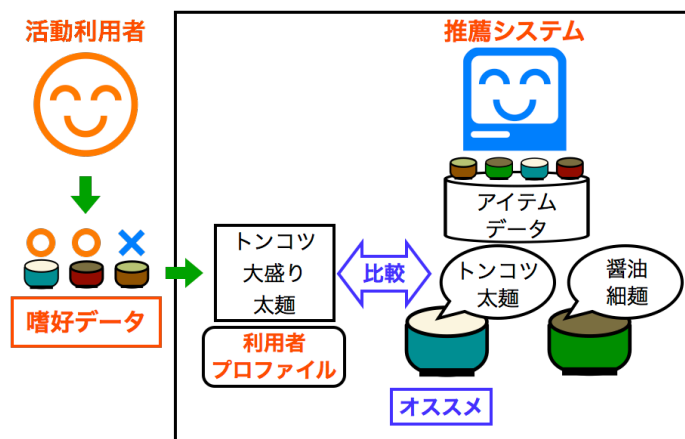 活動利用者
推薦システム
アイテム
データ
嗜好データ
トンコツ
大盛り
太麺
利用者
プロファイル
比較
トンコツ
太麺
醤油
細麺
オススメ